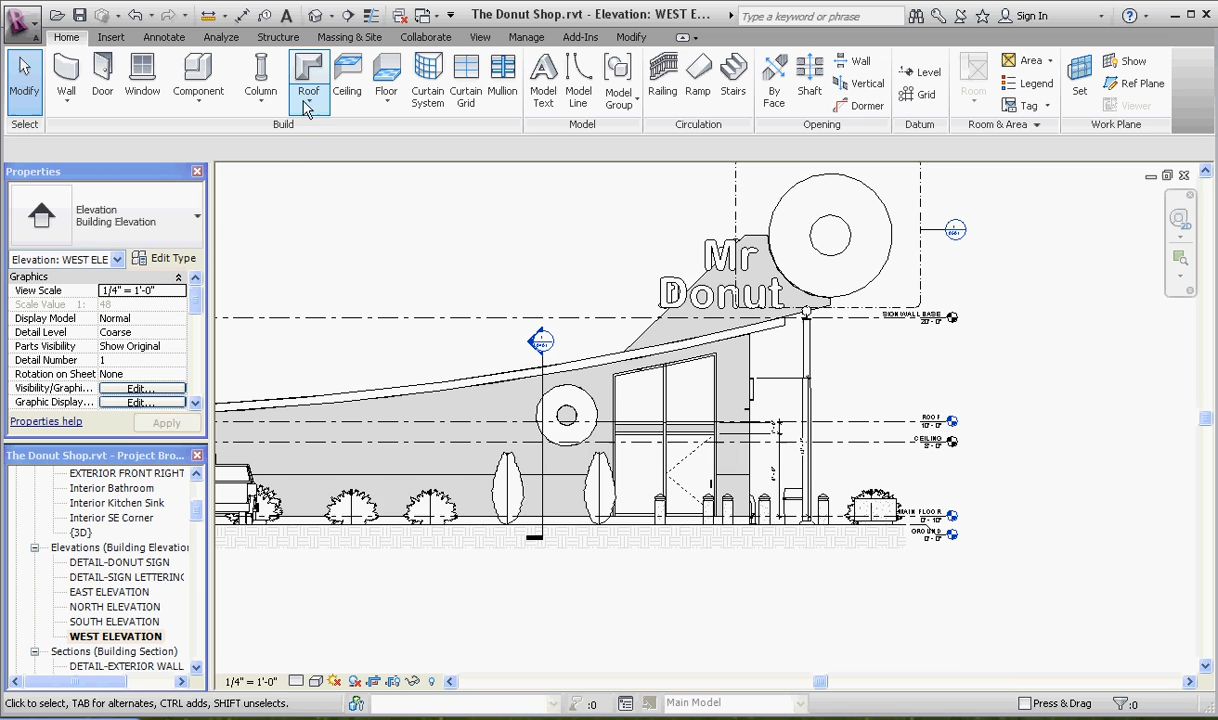 The Donut Shop.rvt - Elevation: WEST E...
Type a keyword or phrase
Sign In
Home Insert Annotate Analyze Structure Massing & Site Collaborate View Manage Add-Ins Modify
Modify Wall Door Window Component Column Roof Ceiling Floor Curtain System Curtain Grid Mullion Model Text Model Line Model Group Railing Ramp Stairs By Face Shaft Wall Vertical Dormer Level Grid Room Area Legend Tag Set Show Ref Plane Viewer
Select Build Model Circulation Opening Datum Room & Area Work Plane
Properties
Elevation
Building Elevation
Elevation: WEST ELE Edit Type
Graphics
View Scale 1/4" = 1'-0"
Scale Value 1: 48
Display Model Normal
Detail Level Coarse
Parts Visibility Show Original
Detail Number 1
Rotation on Sheet None
Visibility/Graphi... Edit...
Graphic Display... Edit...
Properties help Apply
The Donut Shop.rvt - Project Bro...
EXTERIOR FRONT RIGHT
Interior Bathroom
Interior Kitchen Sink
Interior SE Corner
{3D}
Elevations (Building Elevation
DETAIL-DONUT SIGN
DETAIL-SIGN LETTERING
EAST ELEVATION
NORTH ELEVATION
SOUTH ELEVATION
WEST ELEVATION
Sections (Building Section)
DETAIL-EXTERIOR WALL
Mr
Donut
SIGN WALL BASE
20' - 0"
ROOF
10' - 0"
CEILING
MAIN FLOOR
0' - 10"
GROUND
0' - 0"
1/4" = 1'-0"
Click to select, TAB for alternates, CTRL adds, SHIFT unselects.
:0
Main Model
Press & Drag
:0